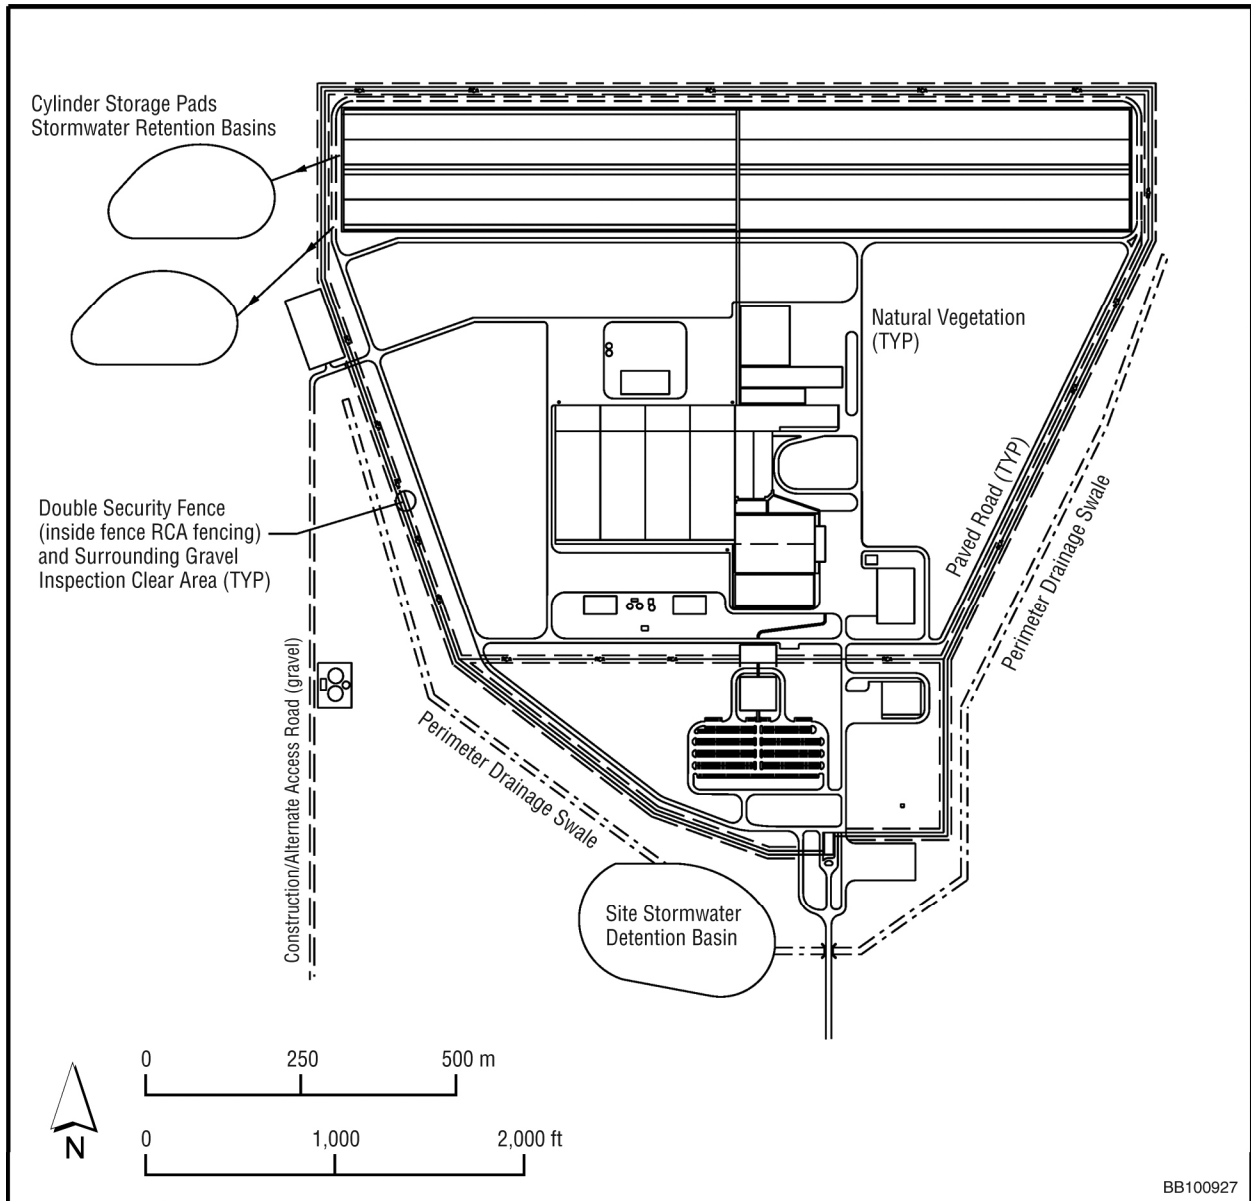 Cylinder Storage Pads
Stormwater Retention Basins
Natural Vegetation
(TYP)
Paved Road (TYP)
Perimeter Drainage Swale
Double Security Fence
(inside fence RCA fencing)
and Surrounding Gravel
Inspection Clear Area (TYP)
Construction/Alternate Access Road (gravel)
Perimeter Drainage Swale
Site Stormwater
Detention Basin
0 250 500 m
0 1,000 2,000 ft
N
BB100927